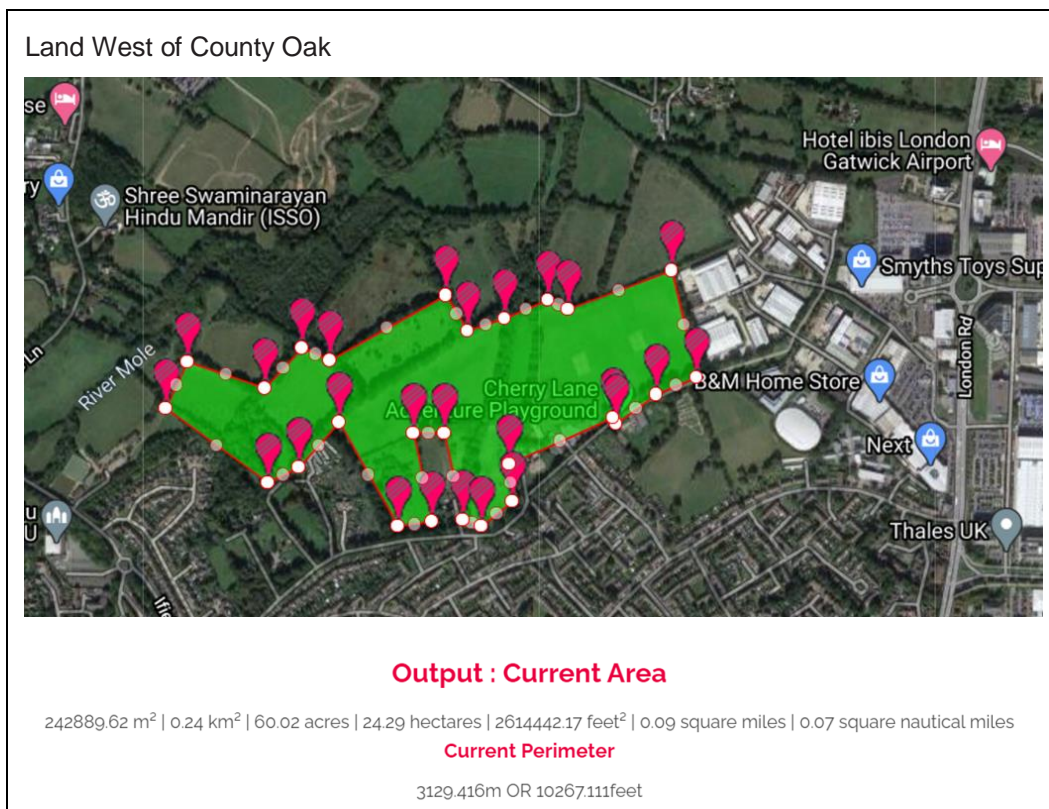 Land West of County Oak
se
ry
Shree Swaminarayan
Hindu Mandir (ISSO)
Hotel ibis London
Gatwick Airport
Smyths Toys Sup
London Rd
Ln
River Mole
Cherry Lane
Adventure Playground
B&M Home Store
Next
Thales UK
u
U
Ifie
Output : Current Area
242889.62 m² | 0.24 km² | 60.02 acres | 24.29 hectares | 2614442.17 feet² | 0.09 square miles | 0.07 square nautical miles
Current Perimeter
3129.416m OR 10267.111feet